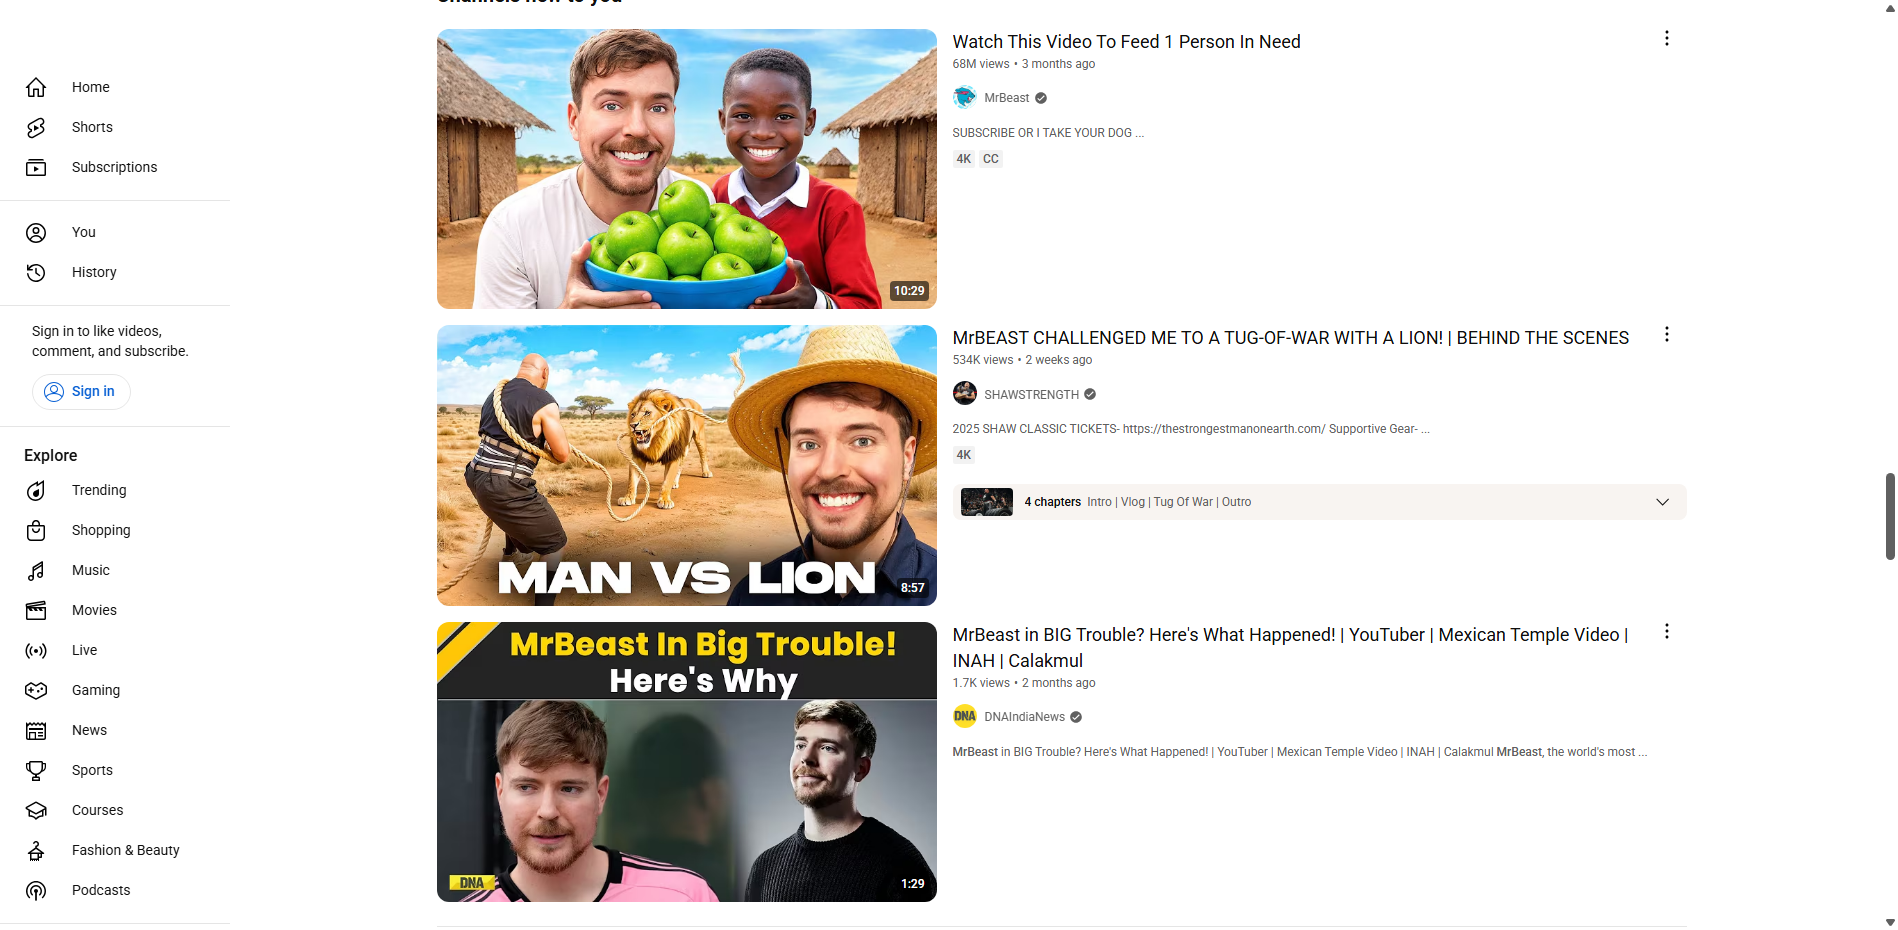 Channels new to you
Home
Shorts
Subscriptions
You
History
Sign in to like videos,
comment, and subscribe.
Sign in
Explore
Trending
Shopping
Music
Movies
Live
Gaming
News
Sports
Courses
Fashion & Beauty
Podcasts
10:29
Watch This Video To Feed 1 Person In Need
68M views • 3 months ago
MrBeast
SUBSCRIBE OR I TAKE YOUR DOG ...
4K CC
MAN VS LION
8:57
MrBEAST CHALLENGED ME TO A TUG-OF-WAR WITH A LION! | BEHIND THE SCENES
534K views • 2 weeks ago
SHAWSTRENGTH
2025 SHAW CLASSIC TICKETS- https://thestrongestmanonearth.com/ Supportive Gear- ...
4K
4 chapters Intro | Vlog | Tug Of War | Outro
MrBeast In Big Trouble!
Here's Why
DNA
1:29
MrBeast in BIG Trouble? Here's What Happened! | YouTuber | Mexican Temple Video |
INAH | Calakmul
1.7K views • 2 months ago
DNA
DNAIndiaNews
MrBeast in BIG Trouble? Here's What Happened! | YouTuber | Mexican Temple Video | INAH | Calakmul MrBeast, the world's most ...